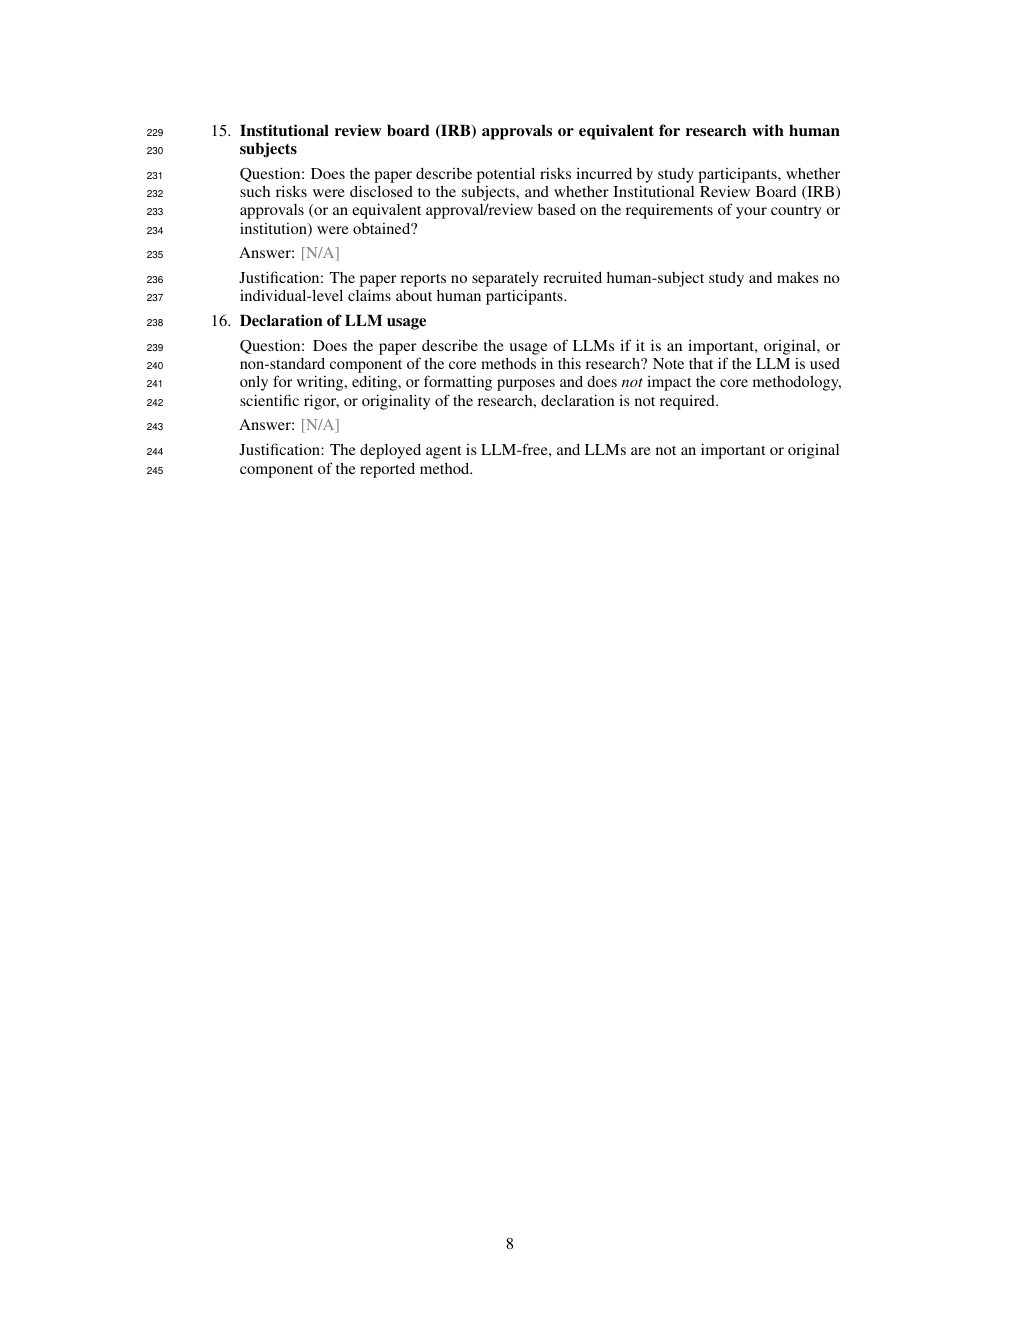 229 15. Institutional review board (IRB) approvals or equivalent for research with human
230 subjects
231 Question: Does the paper describe potential risks incurred by study participants, whether
232 such risks were disclosed to the subjects, and whether Institutional Review Board (IRB)
233 approvals (or an equivalent approval/review based on the requirements of your country or
234 institution) were obtained?
235 Answer: [N/A]
236 Justification: The paper reports no separately recruited human-subject study and makes no
237 individual-level claims about human participants.
238 16. Declaration of LLM usage
239 Question: Does the paper describe the usage of LLMs if it is an important, original, or
240 non-standard component of the core methods in this research? Note that if the LLM is used
241 only for writing, editing, or formatting purposes and does not impact the core methodology,
242 scientific rigor, or originality of the research, declaration is not required.
243 Answer: [N/A]
244 Justification: The deployed agent is LLM-free, and LLMs are not an important or original
245 component of the reported method.
8